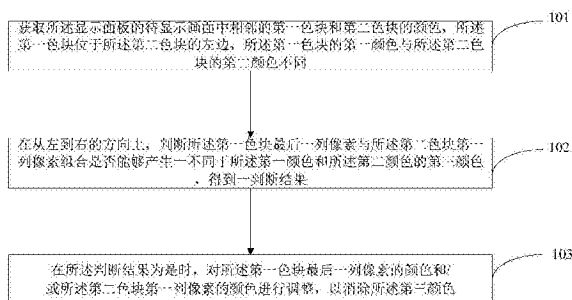 101
获取所述显示面板的待显示画面中相邻的第一色块和第二色块的颜色，所述
第一色块位于所述第二色块的左边，所述第一色块的第一颜色与所述第二色
块的第二颜色不同
102
在从左到右的方向上，判断所述第一色块最后一列像素与所述第二色块第一
列像素组合是否能够产生一不同于所述第一颜色和所述第二颜色的第三颜色
，得到一判断结果
103
在所述判断结果为是时，对所述第一色块最后一列像素的颜色和/
或所述第二色块第一列像素的颜色进行调整，以消除所述第三颜色